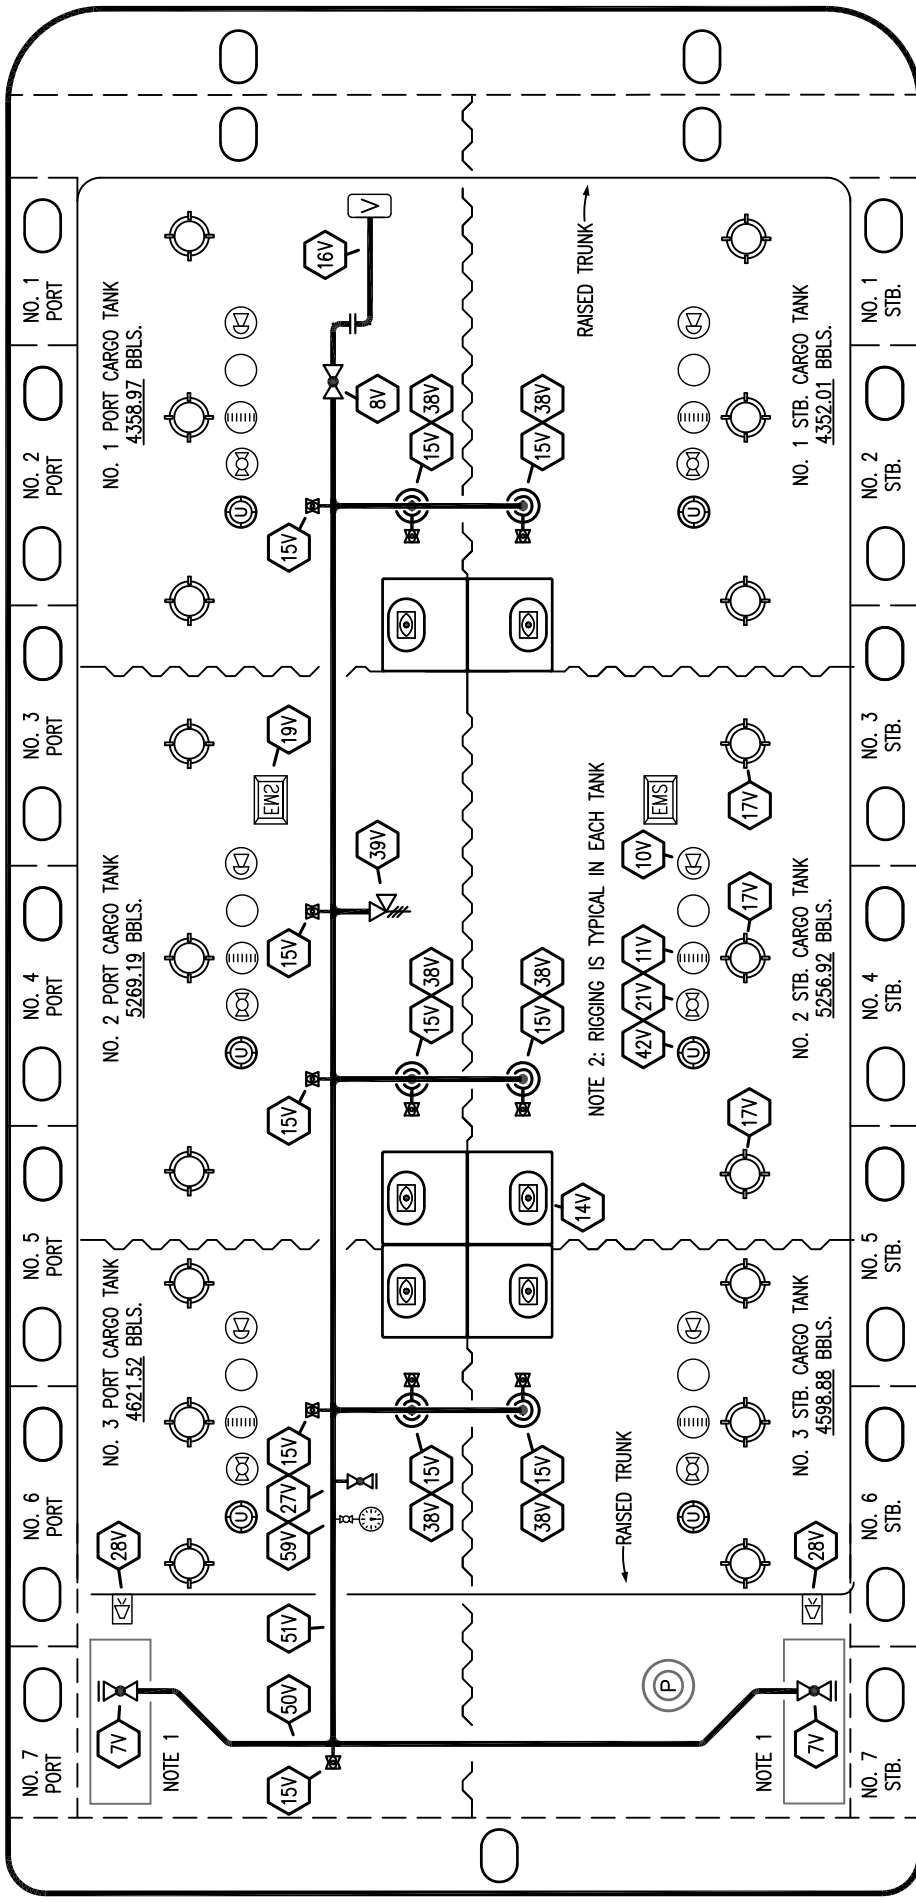 NO. 7
PORT
NO. 6
PORT
NO. 5
PORT
NO. 4
PORT
NO. 3
PORT
NO. 2
PORT
NO. 1
PORT
7V
28V
NO. 3 PORT CARGO TANK
4621.52 BBLS.
NO. 2 PORT CARGO TANK
5269.19 BBLS.
NO. 1 PORT CARGO TANK
4358.97 BBLS.
NOTE 1
U
U
U
EMS
19V
15V
50V
51V
59V
27V
15V
15V
15V
15V
16V
39V
8V
V
38V
15V
15V
38V
15V
38V
38V
15V
15V
38V
15V
38V
14V
RAISED TRUNK
NOTE 2: RIGGING IS TYPICAL IN EACH TANK
RAISED TRUNK
P
42V
21V
11V
10V
EMS
U
U
U
17V
17V
17V
NOTE 1
7V
28V
NO. 3 STB. CARGO TANK
4598.88 BBLS.
NO. 2 STB. CARGO TANK
5256.92 BBLS.
NO. 1 STB. CARGO TANK
4352.01 BBLS.
NO. 7
STB.
NO. 6
STB.
NO. 5
STB.
NO. 4
STB.
NO. 3
STB.
NO. 2
STB.
NO. 1
STB.